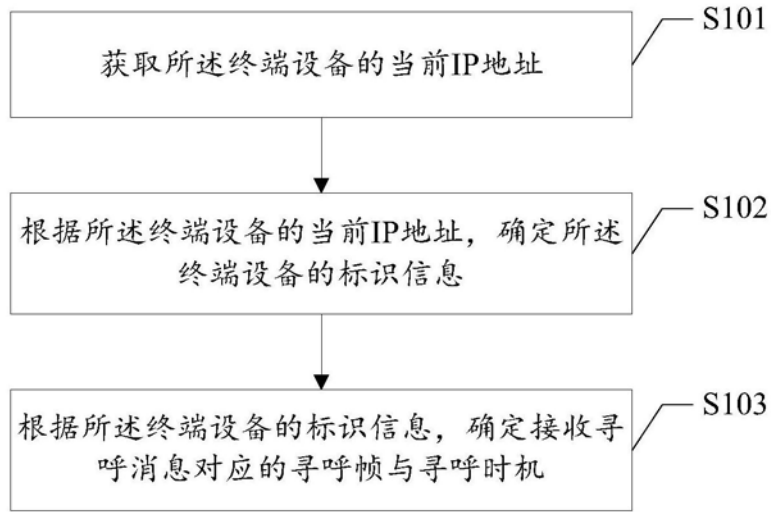 S101
获取所述终端设备的当前IP地址
S102
根据所述终端设备的当前IP地址，确定所述
终端设备的标识信息
S103
根据所述终端设备的标识信息，确定接收寻
呼消息对应的寻呼帧与寻呼时机